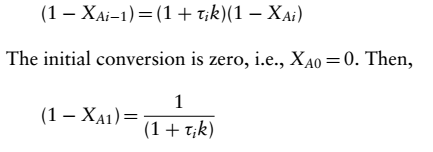 (1 − X_{Ai−1}) = (1 + τ_i k)(1 − X_{Ai})
The initial conversion is zero, i.e., X_{A0} = 0. Then,
(1 − X_{A1}) = \frac{1}{(1 + τ_i k)}